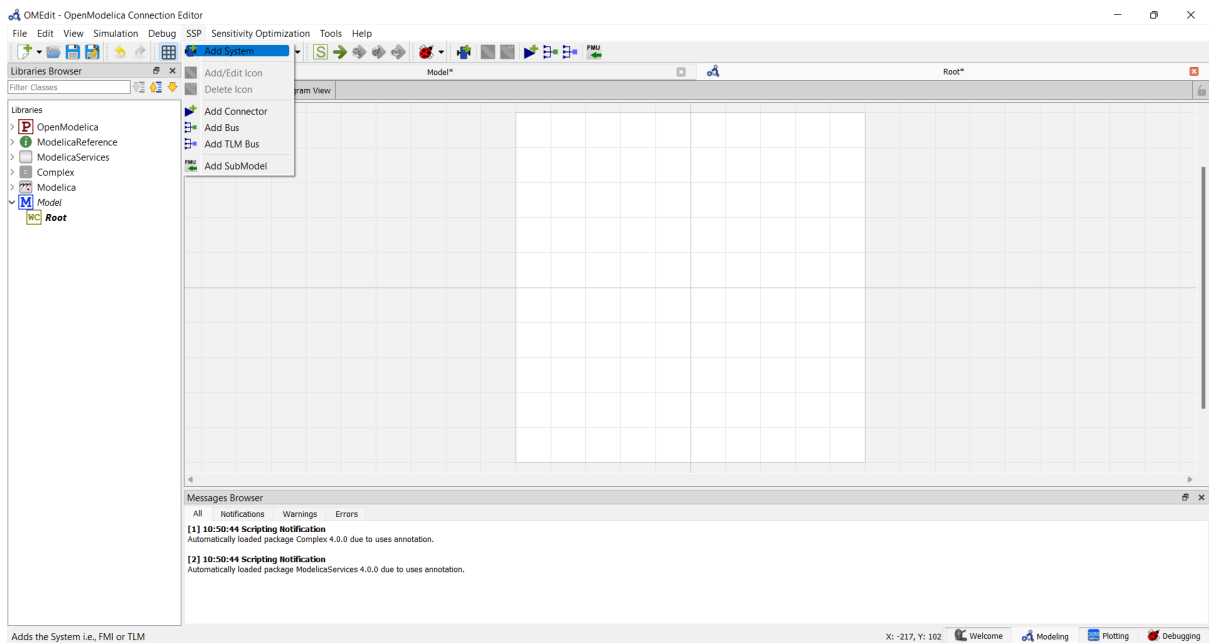 OMEdit - OpenModelica Connection Editor
File Edit View Simulation Debug SSP Sensitivity Optimization Tools Help
S
FMU
Libraries Browser
Filter Classes
Libraries
P OpenModelica
i ModelicaReference
ModelicaServices
C Complex
Modelica
M Model
WC Root
Add System
Add/Edit Icon
Delete Icon
Add Connector
Add Bus
Add TLM Bus
FMU Add SubModel
Model*
Root*
ram View
Messages Browser
All Notifications Warnings Errors
[1] 10:50:44 Scripting Notification
Automatically loaded package Complex 4.0.0 due to uses annotation.
[2] 10:50:44 Scripting Notification
Automatically loaded package ModelicaServices 4.0.0 due to uses annotation.
Adds the System i.e., FMI or TLM
X: -217, Y: 102 Welcome Modeling Plotting Debugging